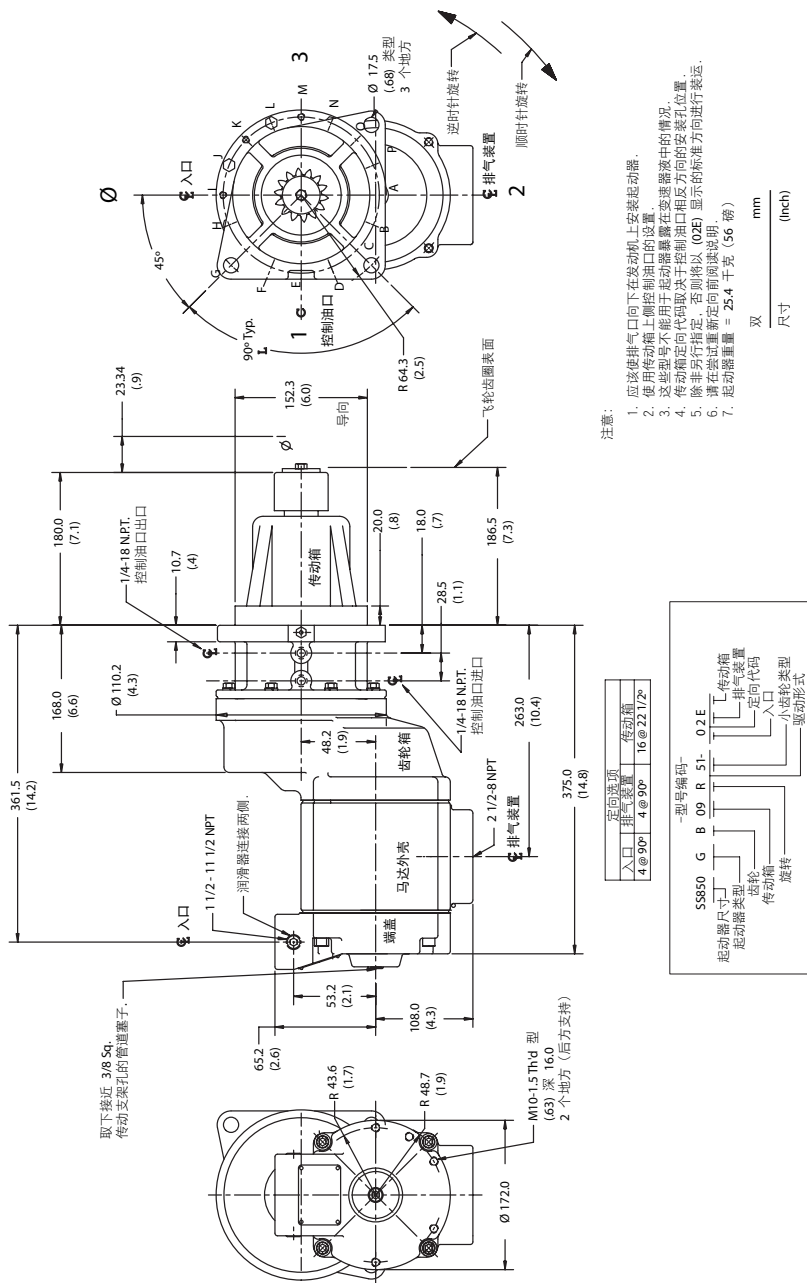 取下接近 3/8 Sq.
传动支架孔的管道塞子.
R 43.6
(1.7)
R 48.7
(1.9)
Ø 172.0
M10-1.5 Th'd 型
(.63) 深 16.0
2 个地方（后方支持）
361.5
(14.2)
℄ 入口
1 1/2 - 11 1/2 NPT
润滑器连接两侧.
53.2
(2.1)
65.2
(2.6)
108.0
(4.3)
168.0
(6.6)
Ø 110.2
(4.3)
48.2
(1.9)
端盖
马达外壳
齿轮箱
传动箱
℄ 排气装置
2 1/2-8 NPT
180.0
(7.1)
1/4-18 N.P.T.
控制油口出口
10.7
(.4)
℄
℄
1/4-18 N.P.T.
控制油口进口
263.0
(10.4)
375.0
(14.8)
23.34
(.9)
Ø
152.3
(6.0)
导向
20.0
(.8)
18.0
(.7)
28.5
(1.1)
186.5
(7.3)
飞轮齿圈表面
Ø
℄ 入口
45º
90º Typ.
1
控制油口
R 64.3
(2.5)
3
2
℄ 排气装置
A
B
C
D
E
F
G
H
I
J
K
L
M
N
O
P
Ø 17.5
(.68) 类型
3 个地方
逆时针旋转
顺时针旋转
注意:
1. 应该使排气口向下在发动机上安装起动器.
2. 使用传动箱上侧控制油口的设置.
3. 这些型号不能用于起动器暴露在变速器液中的情况.
4. 传动箱定向代码取决于控制油口相反方向的安装孔位置.
5. 除非另行指定, 否则将以 (02E) 显示的标准方向进行装运.
6. 请在尝试重新定向前阅读说明.
7. 起动器重量 = 25.4 千克 (56 磅)
双 mm
尺寸 (Inch)
定向选项
入口 排气装置 传动箱
4 @ 90º 4 @ 90º 16 @ 22 1/2º
-型号编码-
SS850 G B 09 R 51- 0 2 E
起动器尺寸
起动器类型
齿轮
传动箱
旋转
传动箱
排气装置
定向代码
入口
小齿轮类型
驱动形式